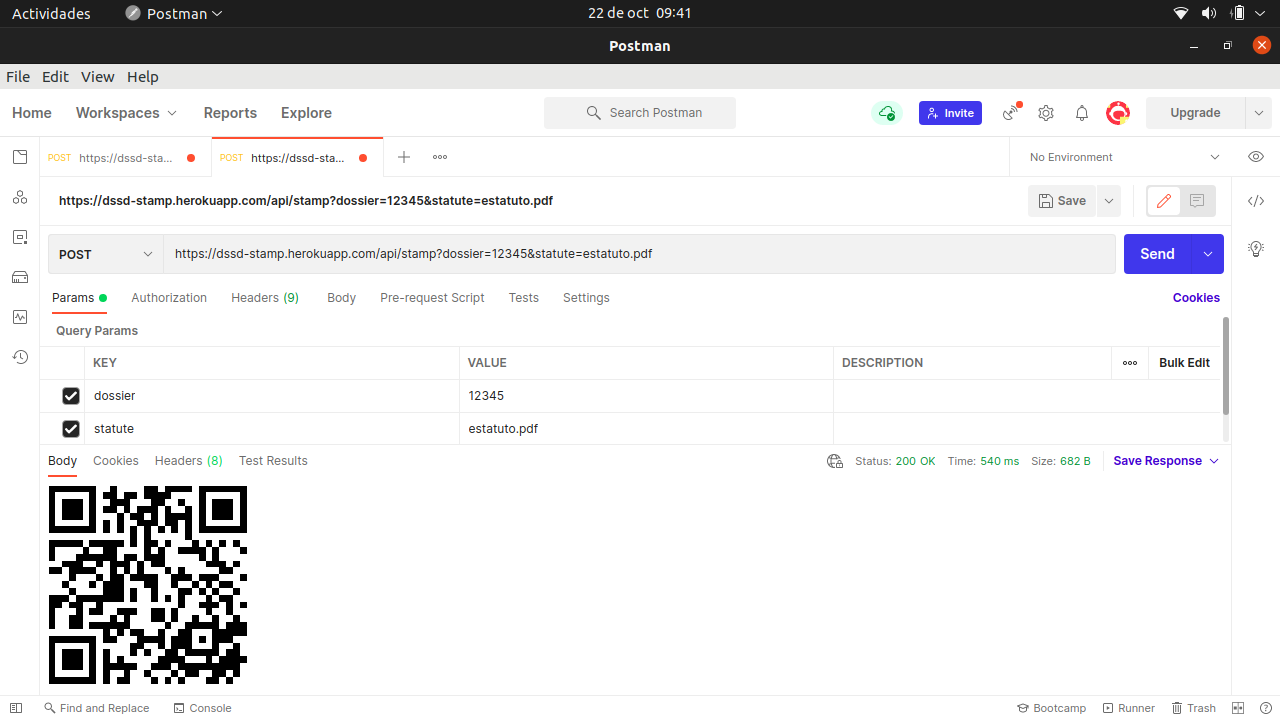 Actividades Postman 22 de oct 09:41
Postman
File Edit View Help
Home Workspaces Reports Explore Search Postman Invite Upgrade
POST https://dssd-sta... POST https://dssd-sta... No Environment
https://dssd-stamp.herokuapp.com/api/stamp?dossier=12345&statute=estatuto.pdf Save
POST https://dssd-stamp.herokuapp.com/api/stamp?dossier=12345&statute=estatuto.pdf Send
Params Authorization Headers (9) Body Pre-request Script Tests Settings Cookies
Query Params
KEY VALUE DESCRIPTION Bulk Edit
dossier 12345
statute estatuto.pdf
Body Cookies Headers (8) Test Results Status: 200 OK Time: 540 ms Size: 682 B Save Response
Find and Replace Console Bootcamp Runner Trash